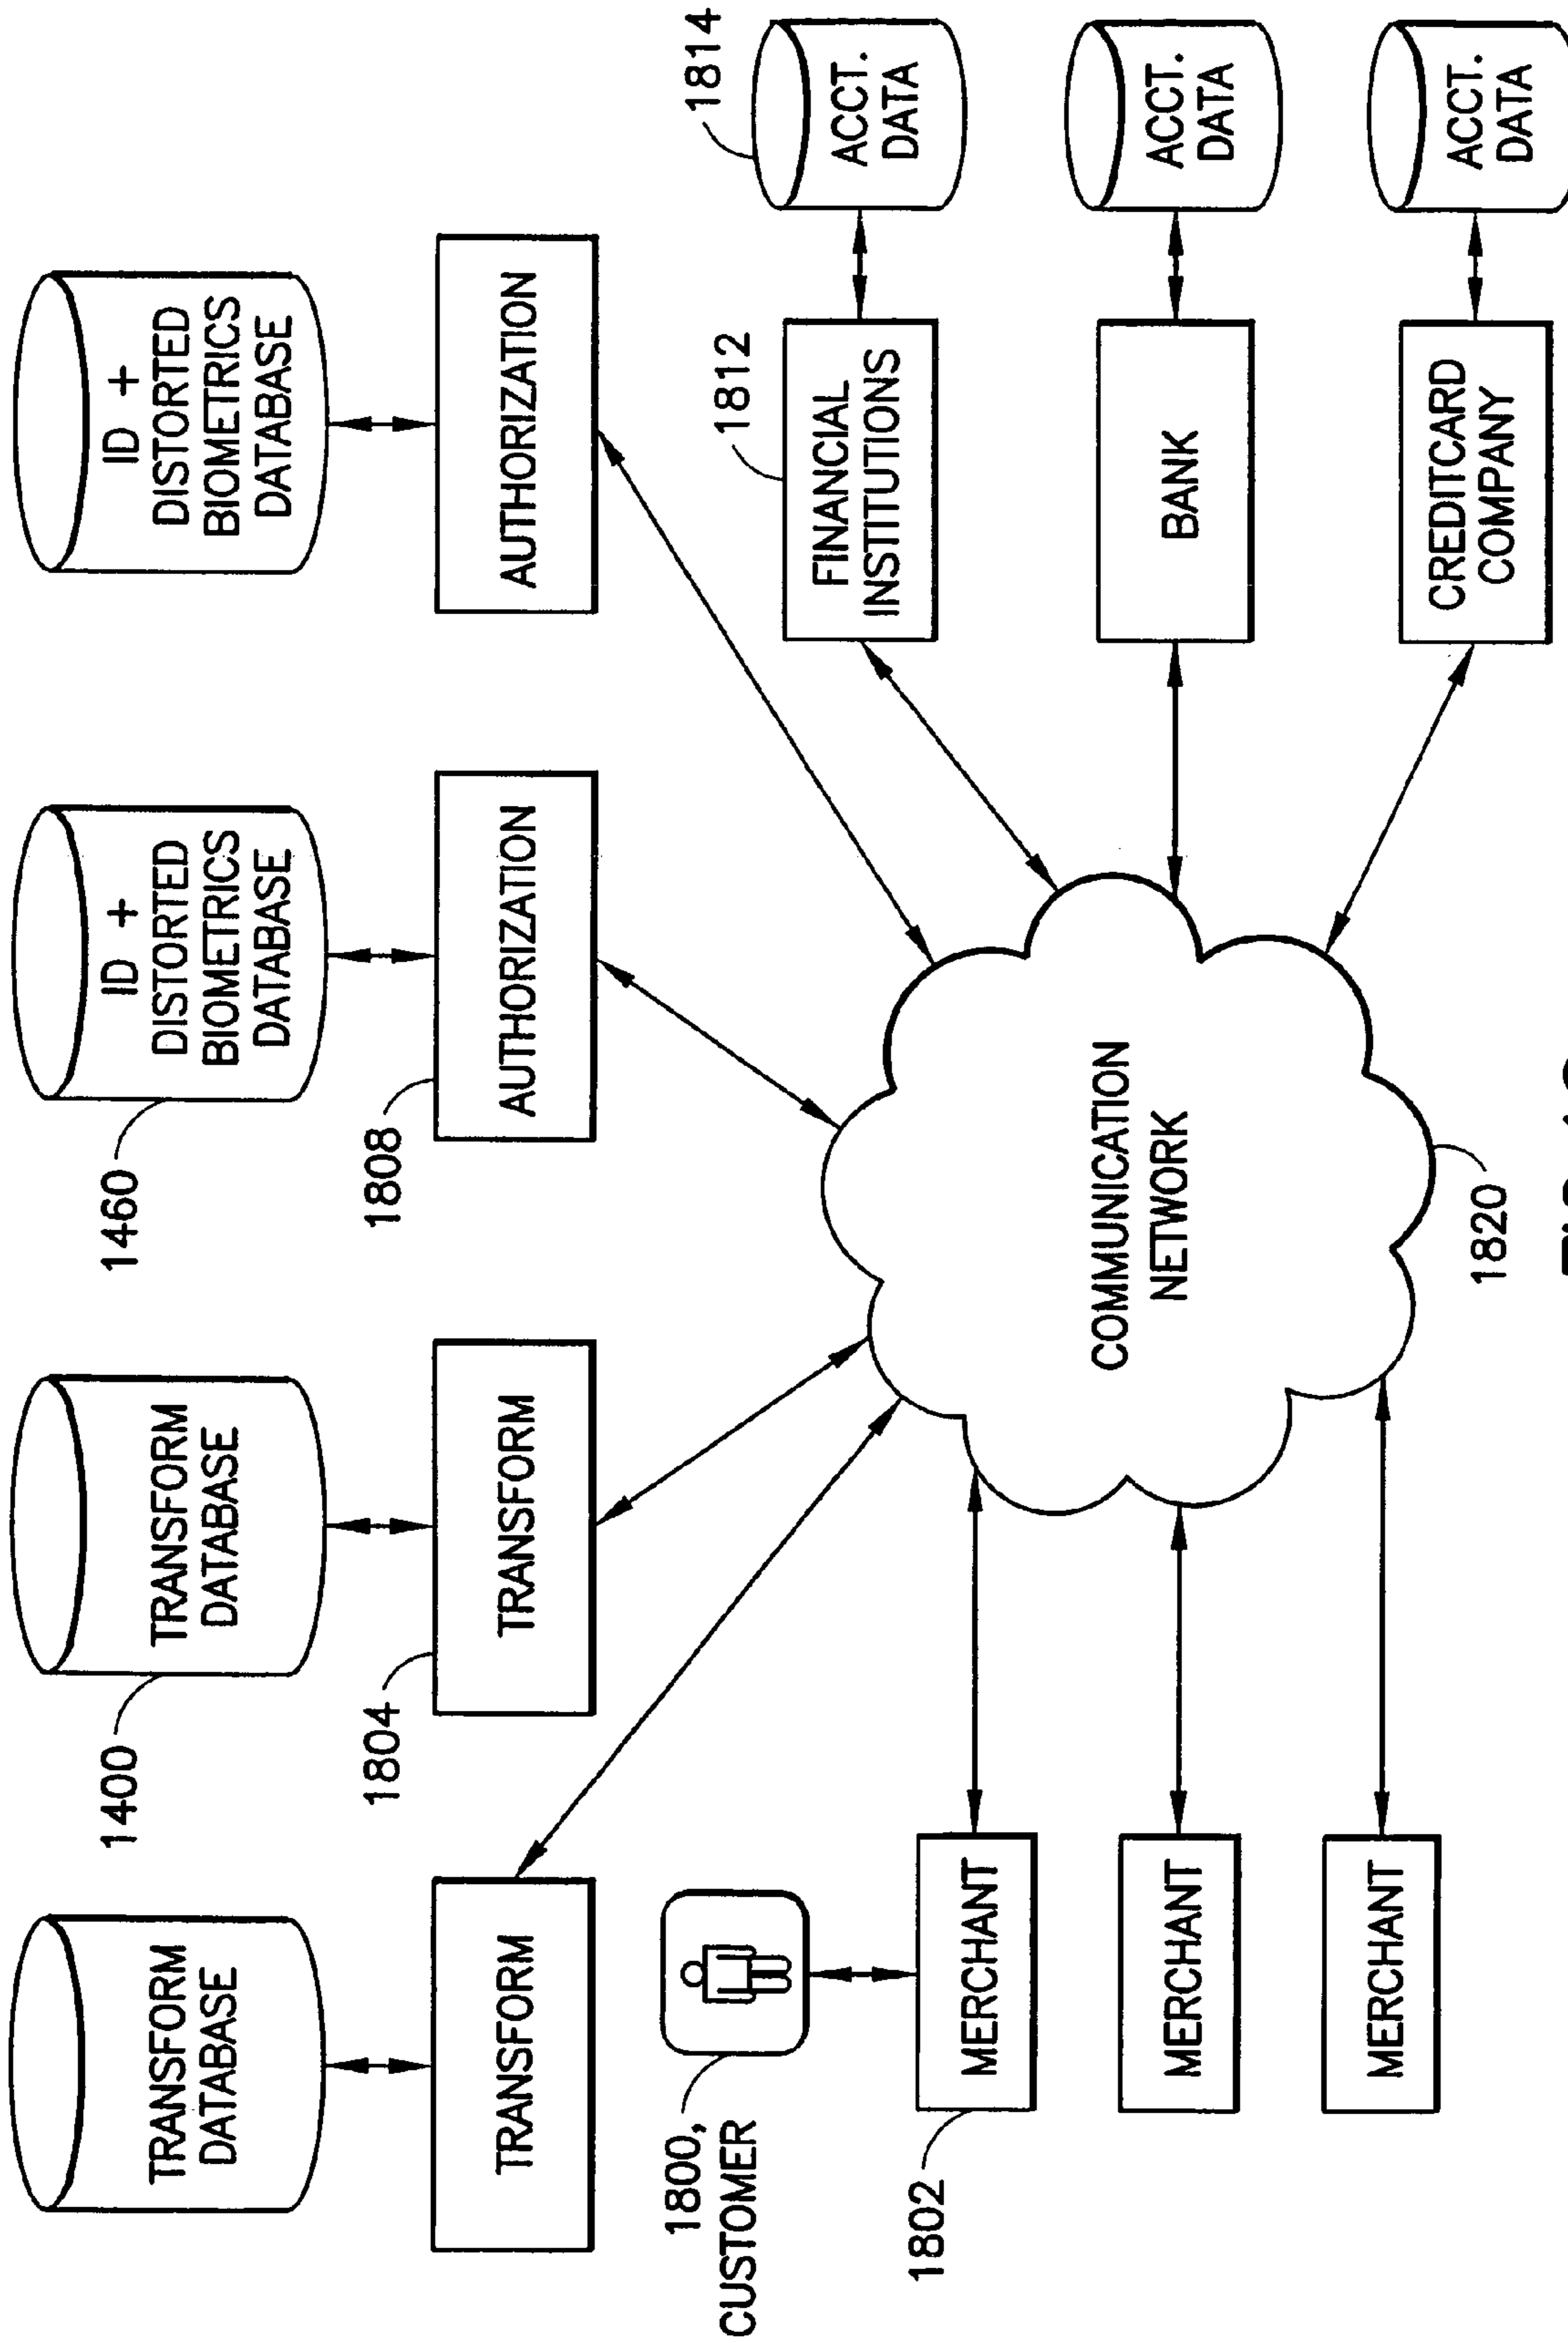 TRANSFORM
DATABASE
1400
TRANSFORM
DATABASE
1460
ID +
DISTORTED
BIOMETRICS
DATABASE
ID +
DISTORTED
BIOMETRICS
DATABASE
TRANSFORM
1804
TRANSFORM
1808
AUTHORIZATION
AUTHORIZATION
1800,
CUSTOMER
1802
MERCHANT
MERCHANT
MERCHANT
COMMUNICATION
NETWORK
1820
1812
FINANCIAL
INSTITUTIONS
1814
ACCT.
DATA
BANK
ACCT.
DATA
CREDITCARD
COMPANY
ACCT.
DATA